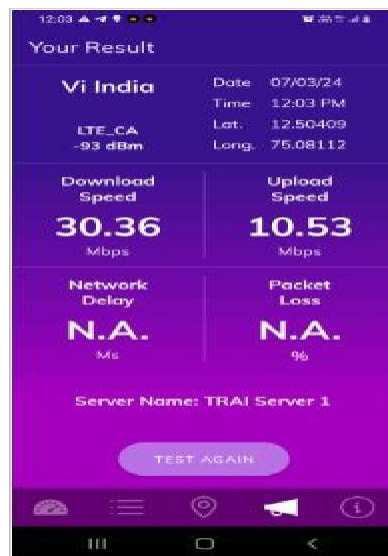 12:03
Your Result
Vi India
LTE_CA
-93 dBm
Date 07/03/24
Time 12:03 PM
Lat. 12.50409
Long. 75.08112
Download
Speed
30.36
Mbps
Upload
Speed
10.53
Mbps
Network
Delay
N.A.
Ms
Packet
Loss
N.A.
%
Server Name: TRAI Server 1
TEST AGAIN